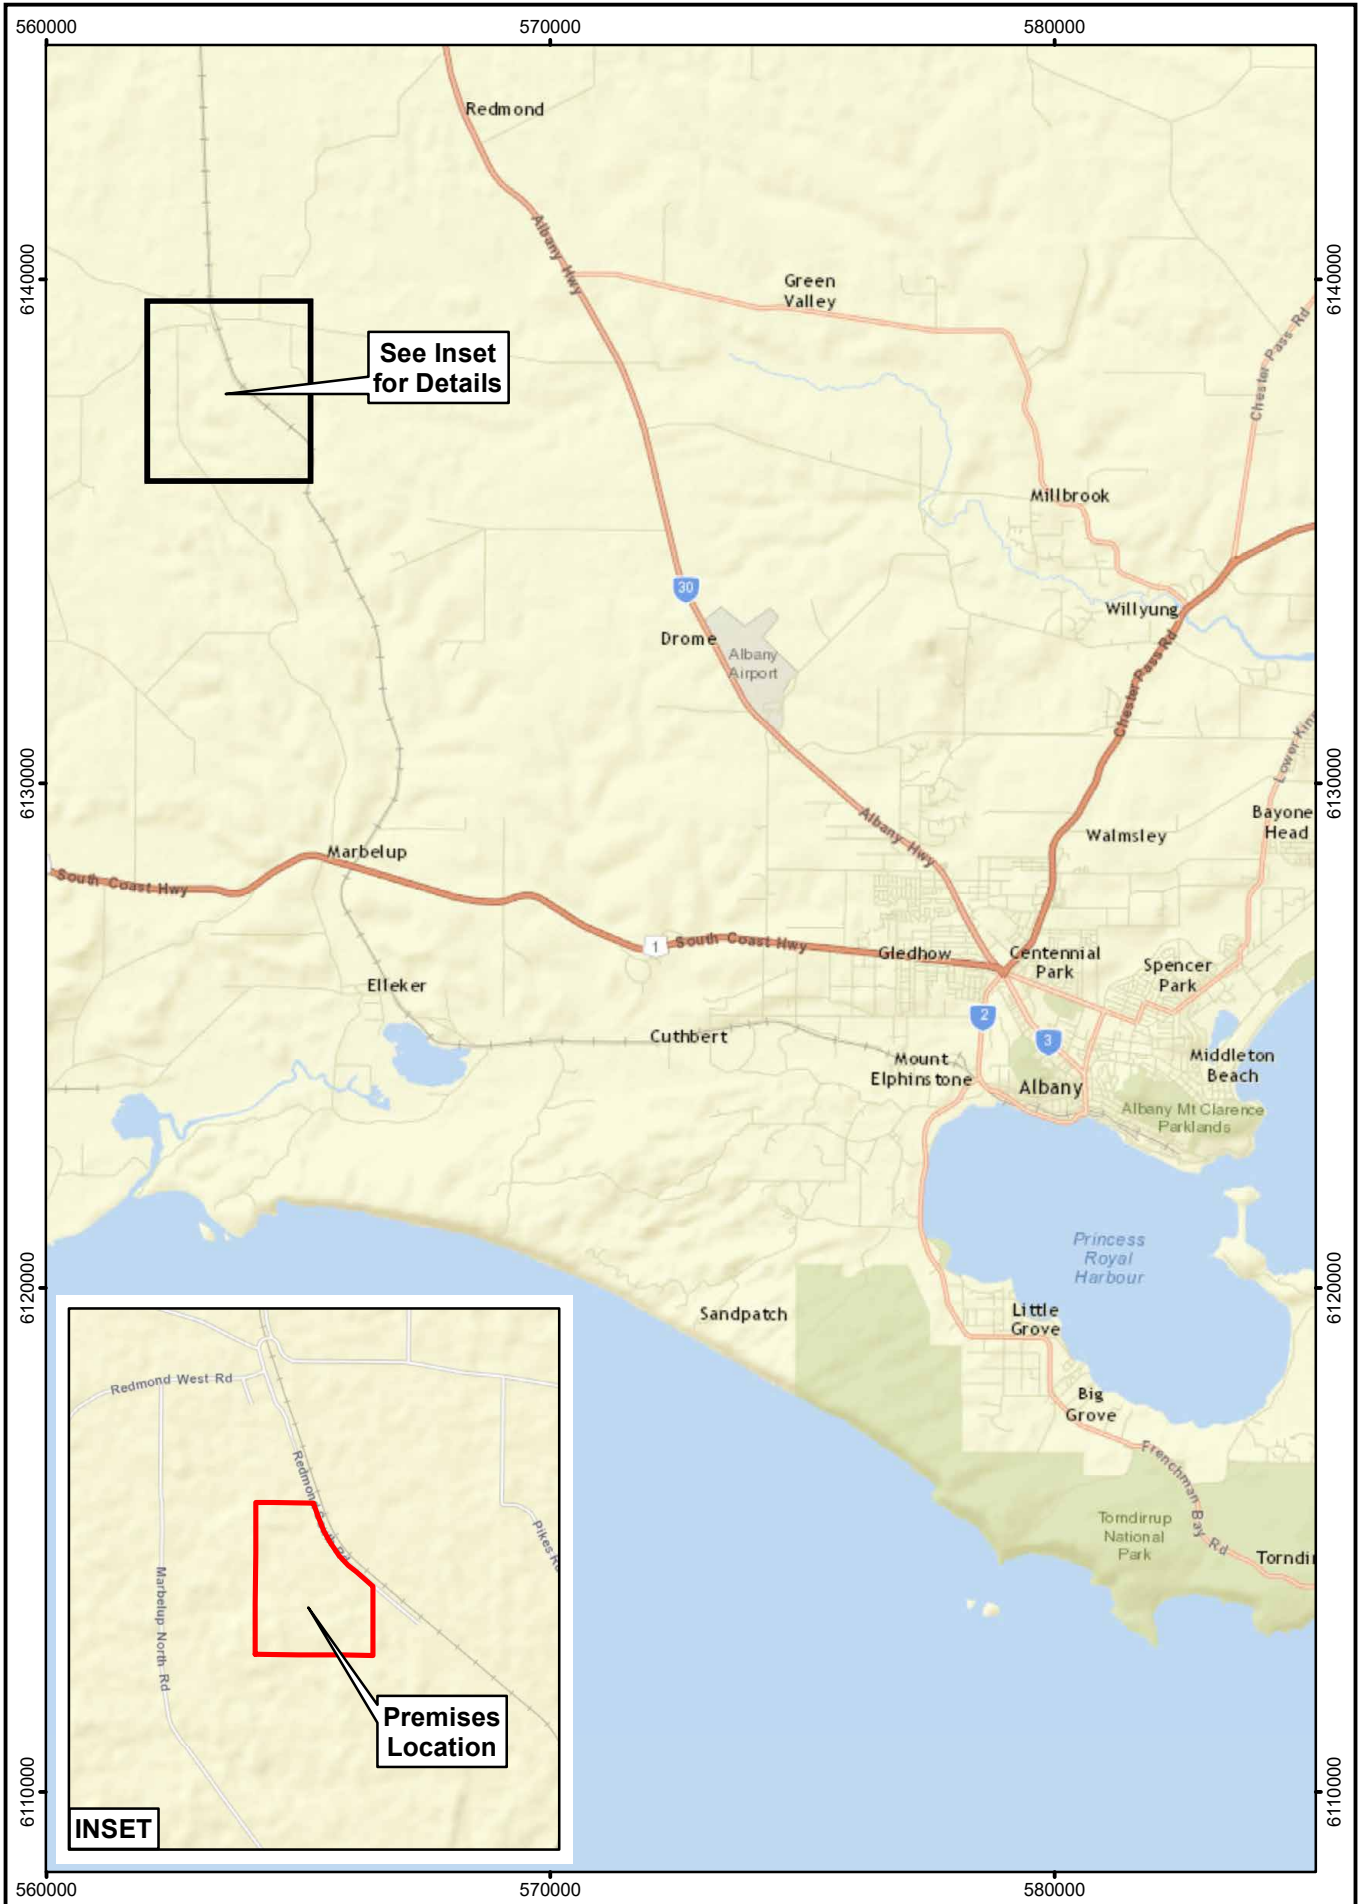 560000
570000
580000
Redmond
Albany Hwy
6140000
6140000
Green
Valley
Chester Pass Rd
See Inset
for Details
Millbrook
30
Willyung
Drome
Albany
Airport
Chester Pass Rd
6130000
6130000
Bayone
Head
Albany Hwy
Walmsley
Marbelup
South Coast Hwy
1
South Coast Hwy
Gledhow
Centennial
Park
Spencer
Park
Elleker
2
3
Cuthbert
Mount
Elphinstone
Albany
Middleton
Beach
Albany Mt Clarence
Parklands
Princess
Royal
Harbour
6120000
6120000
Sandpatch
Little
Grove
Big
Grove
Frenchman Bay Rd
Torndirrup
National
Park
Torndi
Redmond West Rd
Marbelup North Rd
Premises
Location
INSET
6110000
6110000
560000
570000
580000